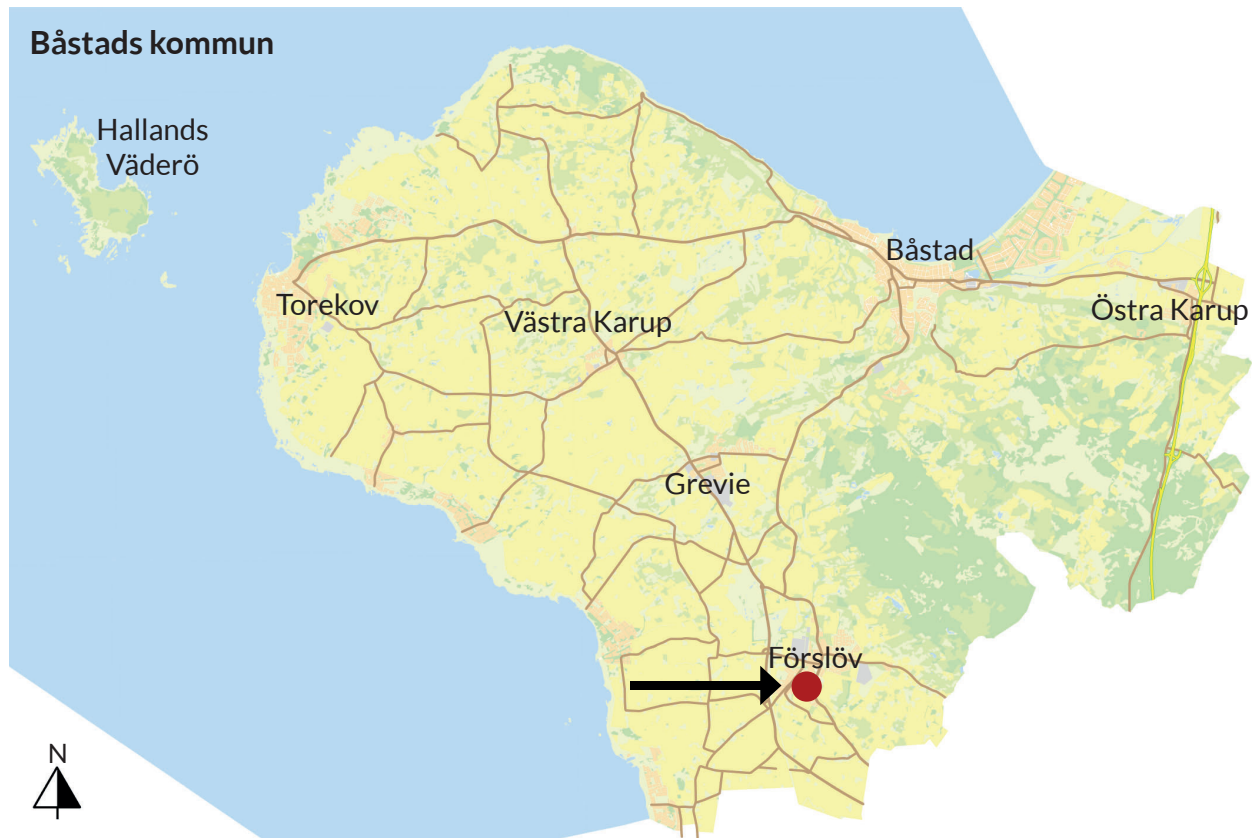 Båstads kommun
Hallands
Väderö
Båstad
Torekov
Västra Karup
Östra Karup
Grevie
Förslöv
N